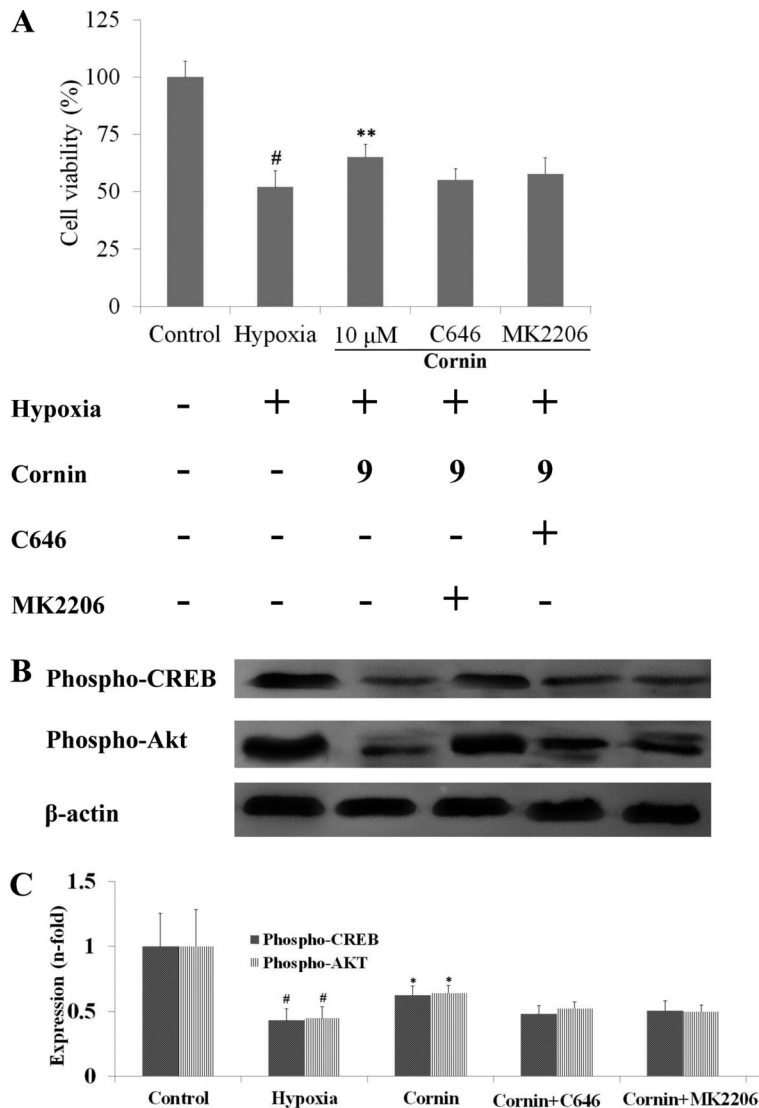 A
Cell viability (%)
125
100
75
50
25
0
#
**
Control Hypoxia 10 μM C646 MK2206
Cornin
Hypoxia - + + + +
Cornin - - 9 9 9
C646 - - - - +
MK2206 - - - + -
B
Phospho-CREB
Phospho-Akt
β-actin
C
Expression (n-fold)
1.5
1
0.5
0
Phospho-CREB
Phospho-AKT
# #
* *
Control Hypoxia Cornin Cornin+C646 Cornin+MK2206